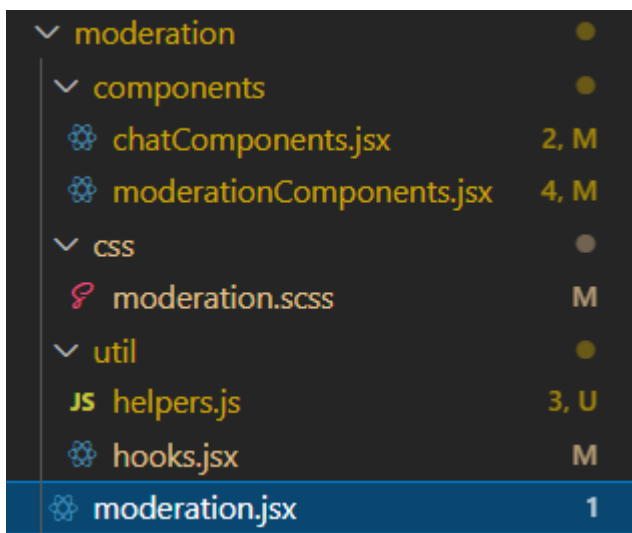 moderation
components
chatComponents.jsx 2, M
moderationComponents.jsx 4, M
css
moderation.scss M
util
JS helpers.js 3, U
hooks.jsx M
moderation.jsx 1